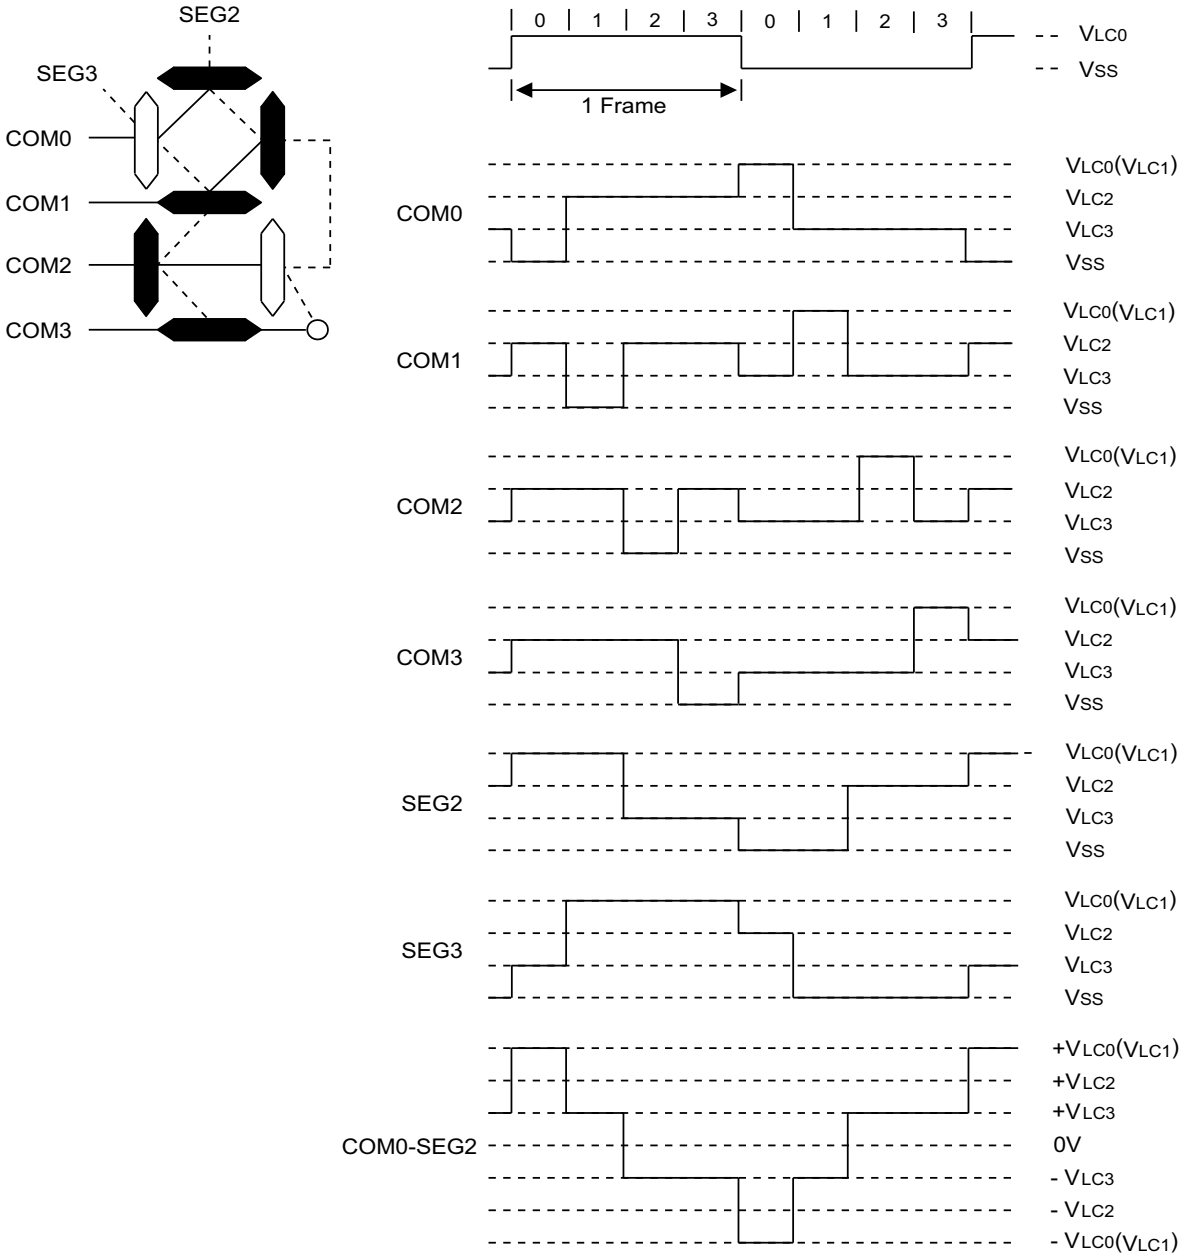 SEG2
SEG3
COM0
COM1
COM2
COM3
0 1 2 3 0 1 2 3
VLC0
VSS
1 Frame
COM0
VLC0(VLC1)
VLC2
VLC3
VSS
COM1
VLC0(VLC1)
VLC2
VLC3
VSS
COM2
VLC0(VLC1)
VLC2
VLC3
VSS
COM3
VLC0(VLC1)
VLC2
VLC3
VSS
SEG2
VLC0(VLC1)
VLC2
VLC3
VSS
SEG3
VLC0(VLC1)
VLC2
VLC3
VSS
COM0-SEG2
+VLC0(VLC1)
+VLC2
+VLC3
0V
- VLC3
- VLC2
- VLC0(VLC1)